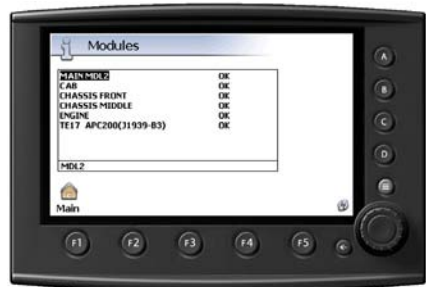 Modules
MAIN MDL2 OK
CAB OK
CHASSIS FRONT OK
CHASSIS MIDDLE OK
ENGINE OK
TE17 APC200(J1939-B3) OK
MDL2
Main
A
B
C
D
F1 F2 F3 F4 F5